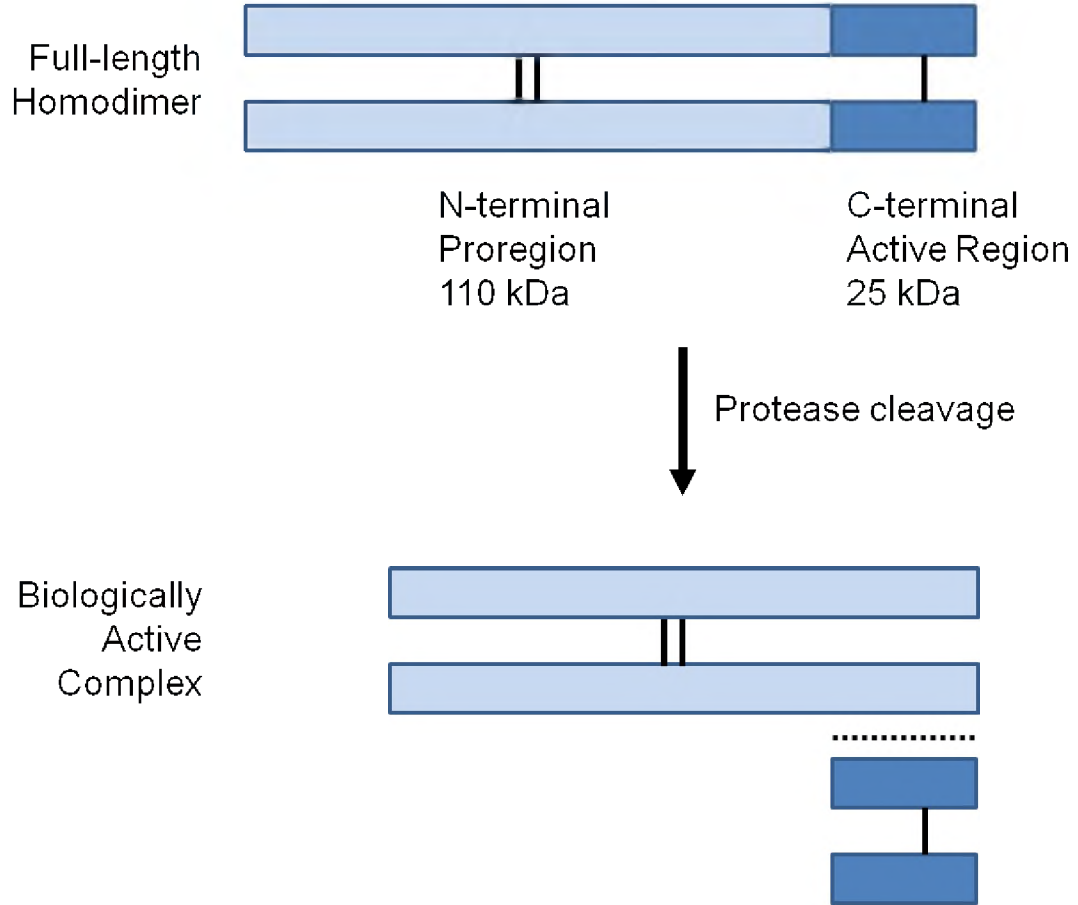 Full-length
Homodimer
N-terminal
Proregion
110 kDa
C-terminal
Active Region
25 kDa
Protease cleavage
Biologically
Active
Complex